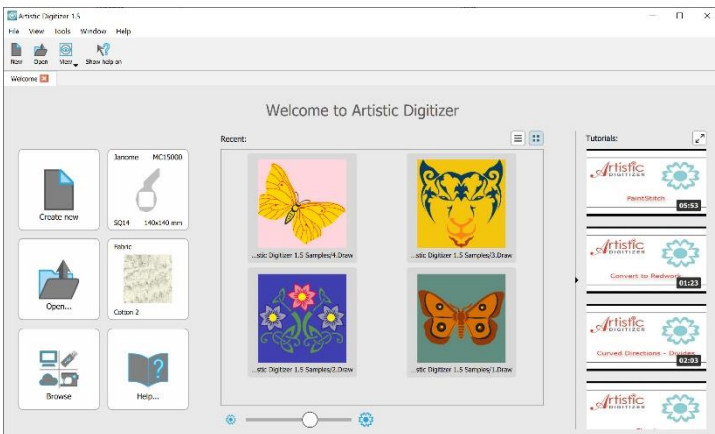 Artistic Digitizer 1.5
File View Tools Window Help
New Open View Show help on
Welcome
Welcome to Artistic Digitizer
Recent:
Tutorials:
Create new
Janome MC15000
SQ14 140x140 mm
Open...
Fabric
Cotton 2
Browse
Help...
...stic Digitizer 1.5 Samples/4.Draw
...stic Digitizer 1.5 Samples/3.Draw
...stic Digitizer 1.5 Samples/2.Draw
...stic Digitizer 1.5 Samples/1.Draw
Artistic
DIGITIZER
PaintStitch
05:53
Artistic
DIGITIZER
Convert to Redwork
01:23
Artistic
DIGITIZER
Curved Directions - Divides
02:03
Artistic
DIGITIZER